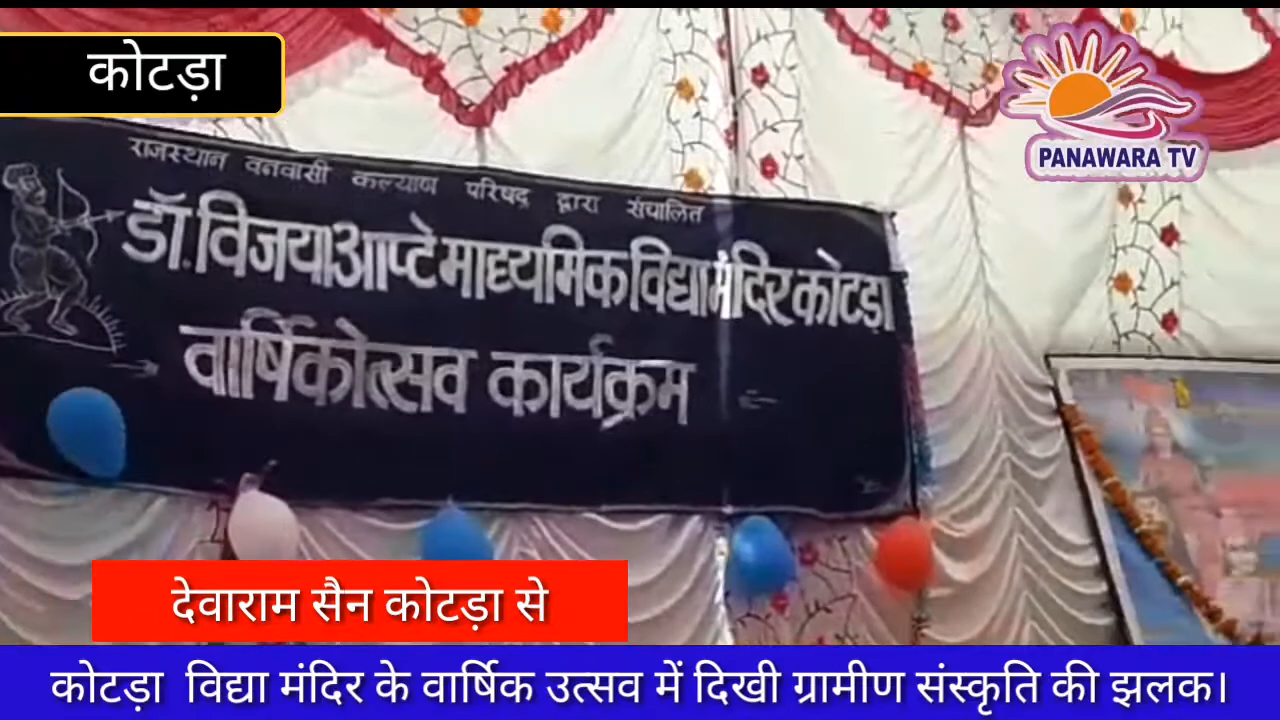 कोटड़ा
PANAWARA TV
राजस्थान वनवासी कल्याण परिषद द्वारा संचालित
डॉ.विजया आप्टे माध्यमिक विद्या मंदिर कोटड़ा
वार्षिकोत्सव कार्यक्रम
देवाराम सैन कोटड़ा से
कोटड़ा विद्या मंदिर के वार्षिक उत्सव में दिखी ग्रामीण संस्कृति की झलक।